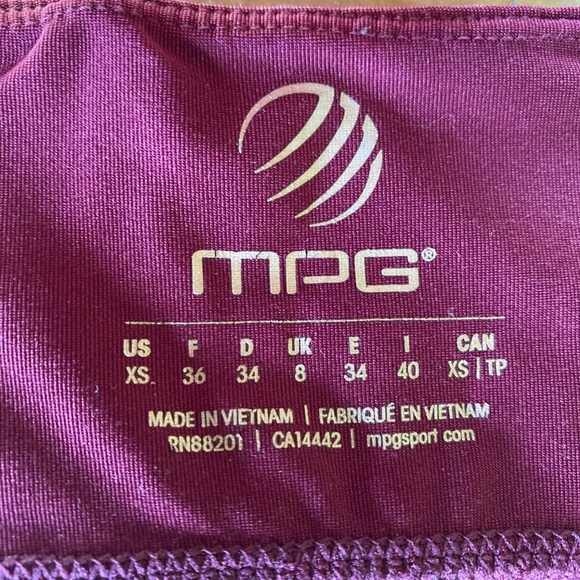 MPG®
US F D UK E I CAN
XS 36 34 8 34 40 XS | TP
MADE IN VIETNAM | FABRIQUÉ EN VIETNAM
RN88201 | CA14442 | mpgsport com